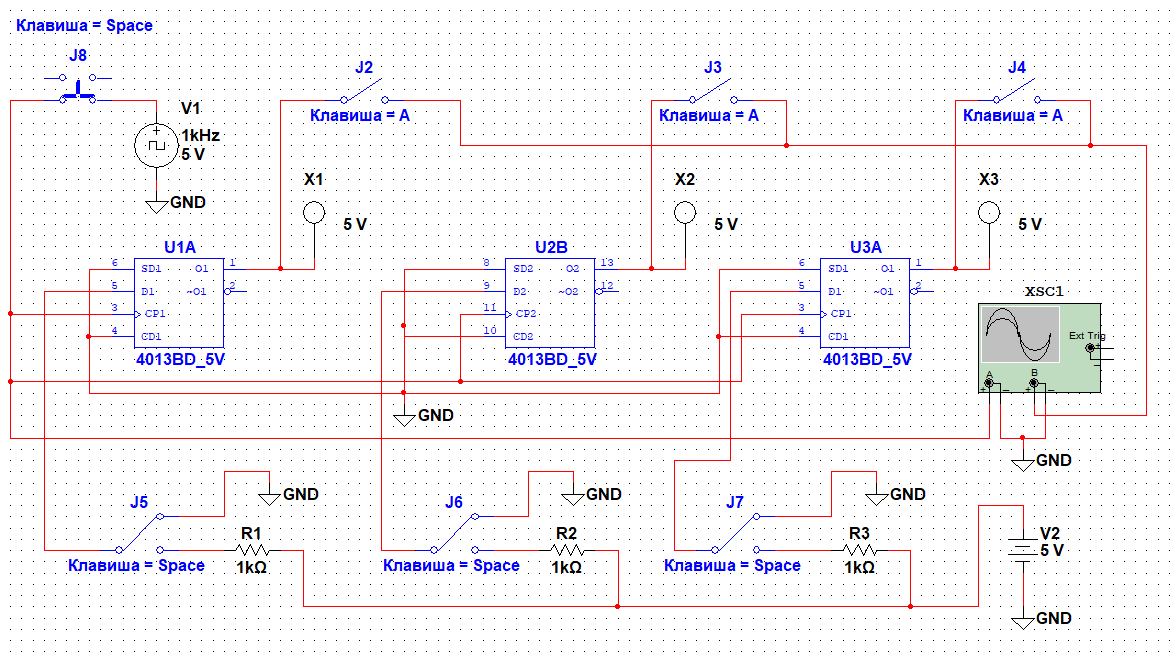 Клавиша = Space
J8
V1
1kHz
5 V
GND
J2
Клавиша = A
J3
Клавиша = A
J4
Клавиша = A
X1
5 V
X2
5 V
X3
5 V
U1A
6 SD1 O1 1
5 D1 ~O1 2
3 CP1
4 CD1
4013BD_5V
U2B
8 SD2 O2 13
9 D2 ~O2 12
11 CP2
10 CD2
4013BD_5V
U3A
6 SD1 O1 1
5 D1 ~O1 2
3 CP1
4 CD1
4013BD_5V
XSC1
Ext Trig
+
_
A B
+ _ + _
GND
GND
J5
GND
R1
1kΩ
Клавиша = Space
J6
GND
R2
1kΩ
Клавиша = Space
J7
GND
R3
1kΩ
Клавиша = Space
V2
5 V
GND